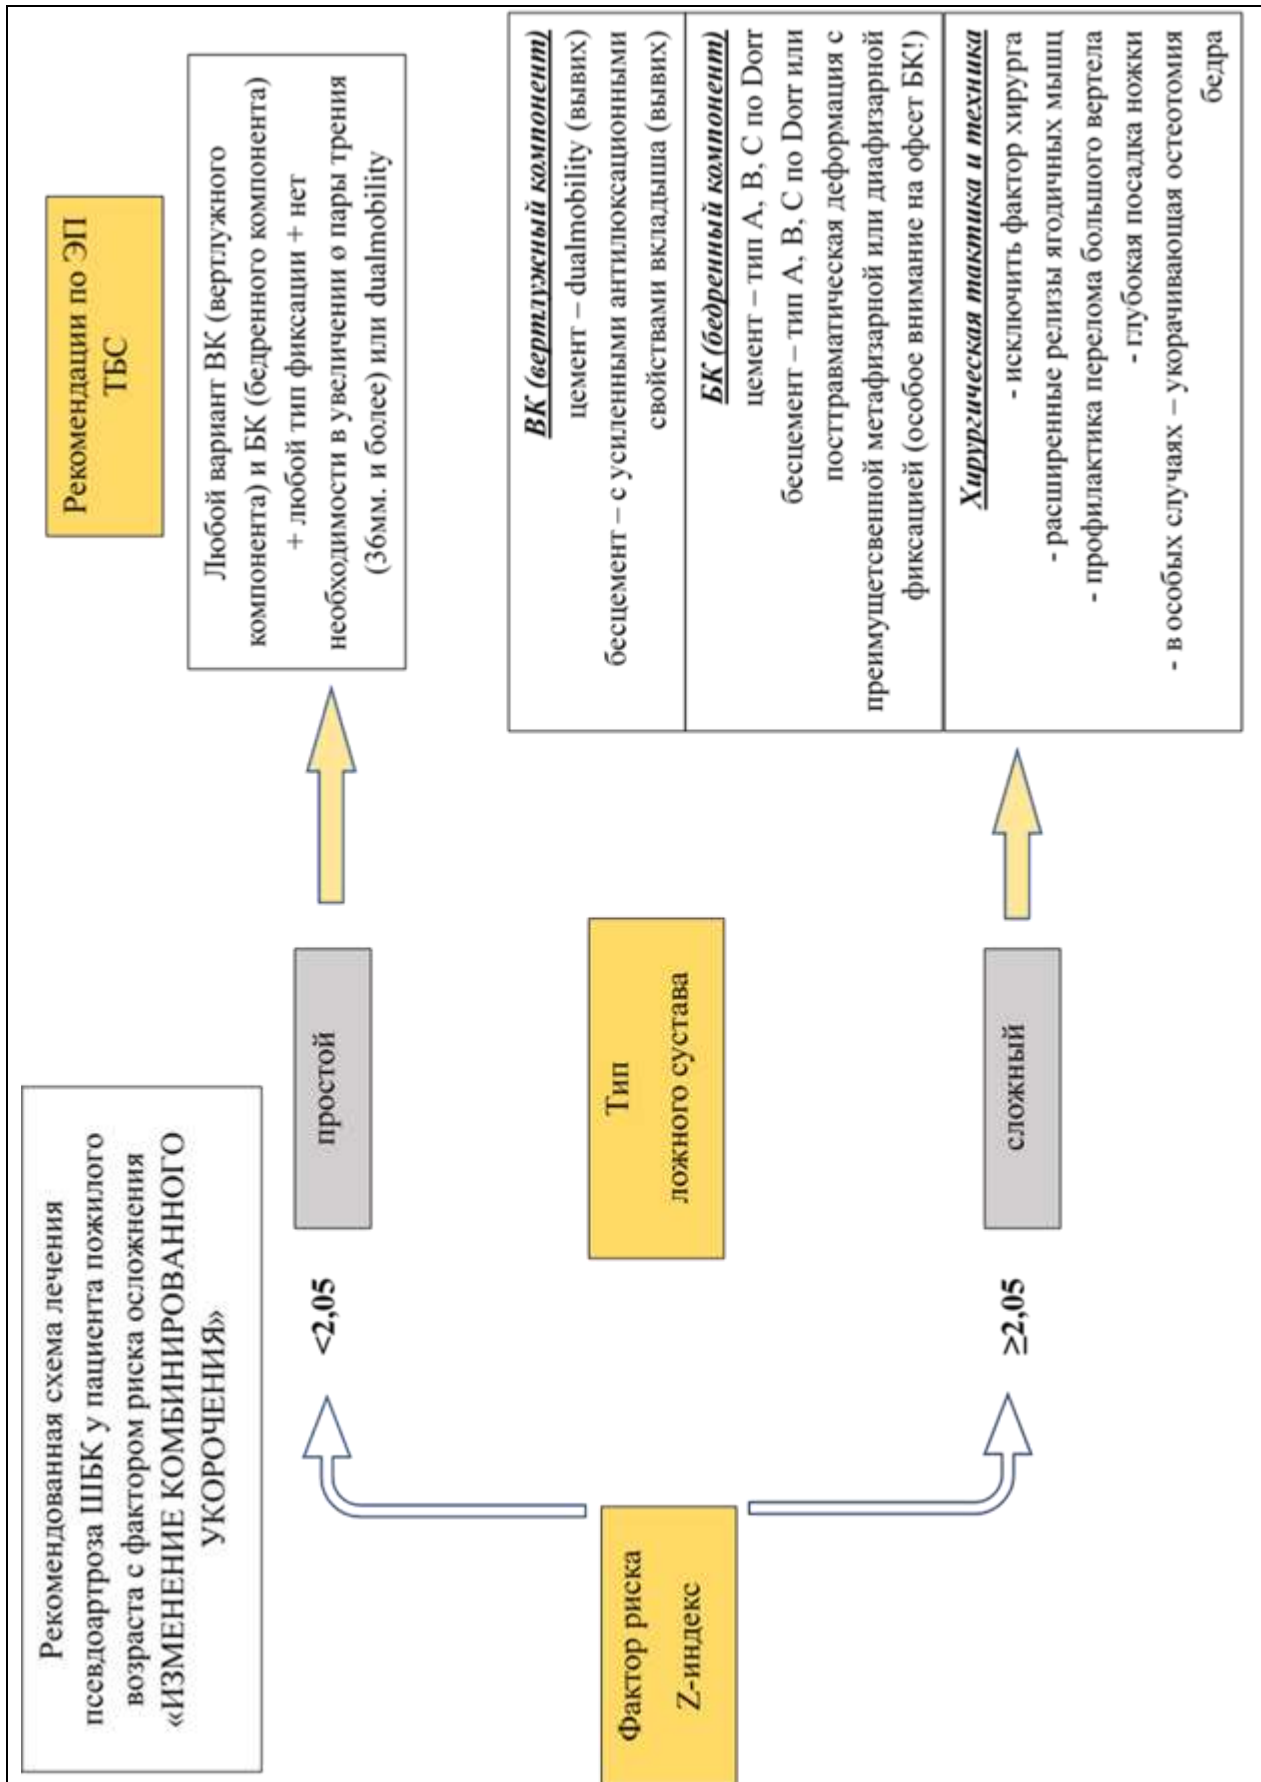 Рекомендованная схема лечения
псевдоартроза ШБК у пациента пожилого
возраста с фактором риска осложнения
«ИЗМЕНЕНИЕ КОМБИНИРОВАННОГО
УКОРОЧЕНИЯ»
Рекомендации по ЭП
ТБС
Фактор риска
Z-индекс
<2,05
простой
Любой вариант ВК (вертлужного
компонента) и БК (бедренного компонента)
+ любой тип фиксации + нет
необходимости в увеличении ø пары трения
(36мм. и более) или dualmobility
Тип
ложного сустава
≥2,05
сложный
ВК (вертлужный компонент)
цемент – dualmobility (вывих)
бесцемент – с усиленными антилюксационными
свойствами вкладыша (вывих)
БК (бедренный компонент)
цемент – тип А, В, С по Dorr
бесцемент – тип А, В, С по Dorr или
посттравматическая деформация с
преимущетсвенной метафизарной или диафизарной
фиксацией (особое внимание на офсет БК!)
Хирургическая тактика и техника
- исключить фактор хирурга
- расширенные релизы ягодичных мышц
- профилактика перелома большого вертела
- глубокая посадка ножки
- в особых случаях – укорачивающая остеотомия
бедра